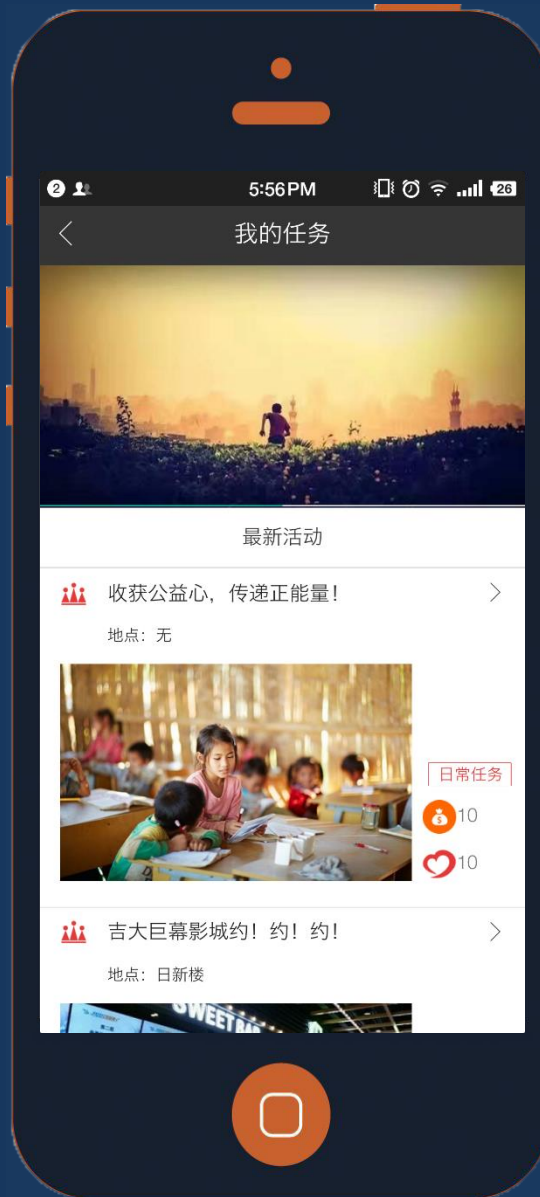 2
5:56PM
26
我的任务
最新活动
收获公益心，传递正能量！
地点：无
日常任务
10
10
吉大巨幕影城约！约！约！
地点：日新楼
SWEET BAR